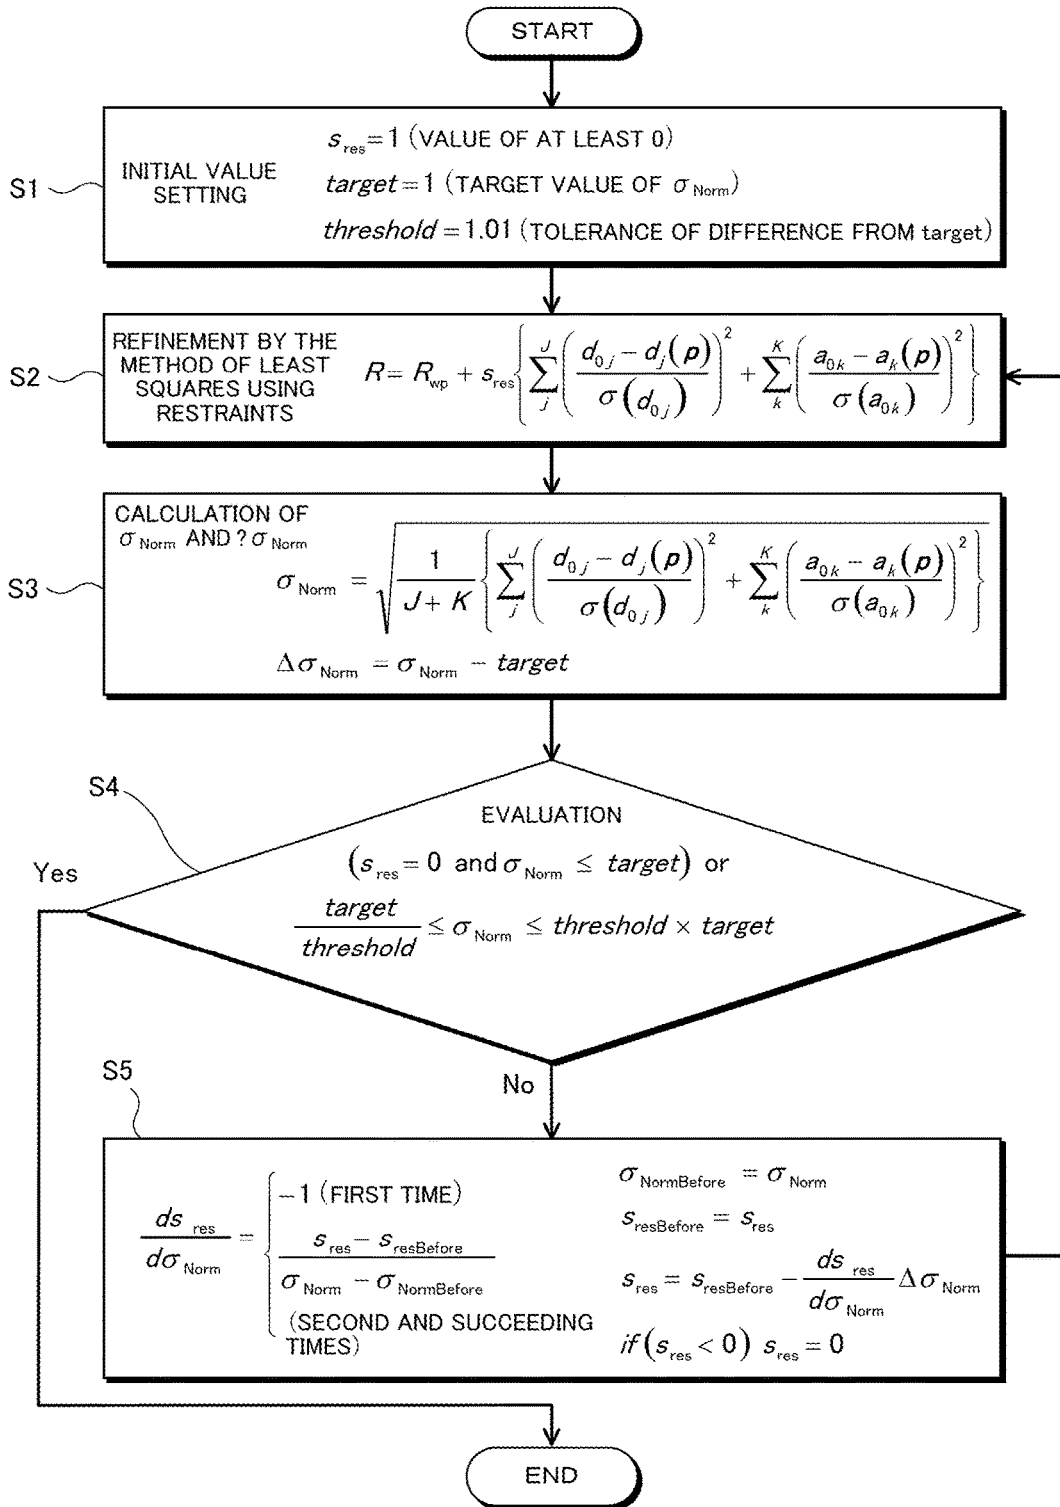 START
S1
INITIAL VALUE
SETTING
s_res = 1 (VALUE OF AT LEAST 0)
target = 1 (TARGET VALUE OF σ_Norm)
threshold = 1.01 (TOLERANCE OF DIFFERENCE FROM target)
S2
REFINEMENT BY THE
METHOD OF LEAST
SQUARES USING
RESTRAINTS
R = R_wp + s_res { ∑_j^J ( (d_0j − d_j(p)) / σ(d_0j) )^2 + ∑_k^K ( (a_0k − a_k(p)) / σ(a_0k) )^2 }
S3
CALCULATION OF
σ_Norm AND ? σ_Norm
σ_Norm = √( 1 / (J + K) { ∑_j^J ( (d_0j − d_j(p)) / σ(d_0j) )^2 + ∑_k^K ( (a_0k − a_k(p)) / σ(a_0k) )^2 } )
Δσ_Norm = σ_Norm − target
S4
EVALUATION
(s_res = 0 and σ_Norm ≤ target) or
target / threshold ≤ σ_Norm ≤ threshold × target
Yes
No
S5
ds_res / dσ_Norm = {
−1 (FIRST TIME)
(s_res − s_resBefore) / (σ_Norm − σ_NormBefore)
(SECOND AND SUCCEEDING
TIMES)
σ_NormBefore = σ_Norm
s_resBefore = s_res
s_res = s_resBefore − (ds_res / dσ_Norm) Δσ_Norm
if (s_res < 0) s_res = 0
END